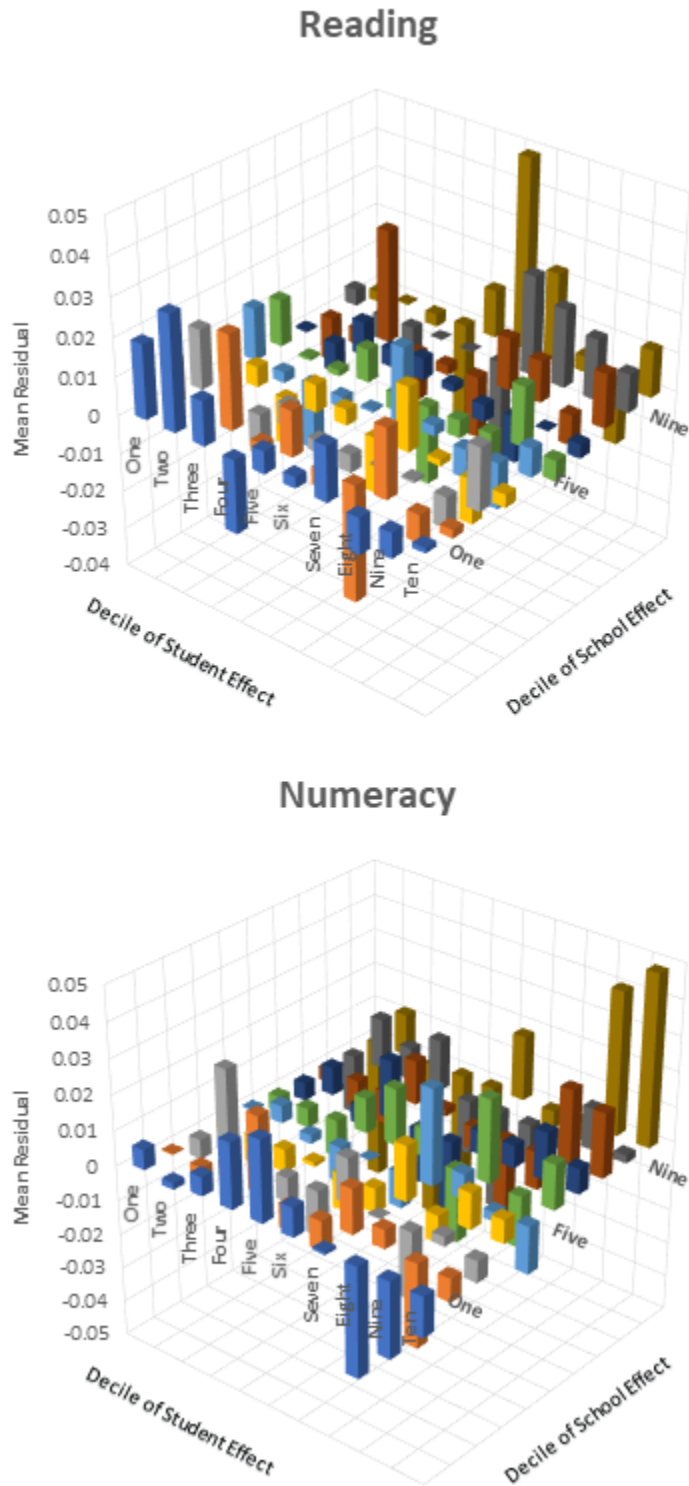 Reading
0.05
0.04
0.03
0.02
0.01
0
-0.01
-0.02
-0.03
-0.04
Mean Residual
One
Two
Three
Four
Five
Six
Seven
Eight
Nine
Ten
Decile of Student Effect
One
Five
Nine
Decile of School Effect
Numeracy
0.05
0.04
0.03
0.02
0.01
0
-0.01
-0.02
-0.03
-0.04
-0.05
Mean Residual
One
Two
Three
Four
Five
Six
Seven
Eight
Nine
Ten
Decile of Student Effect
One
Five
Nine
Decile of School Effect